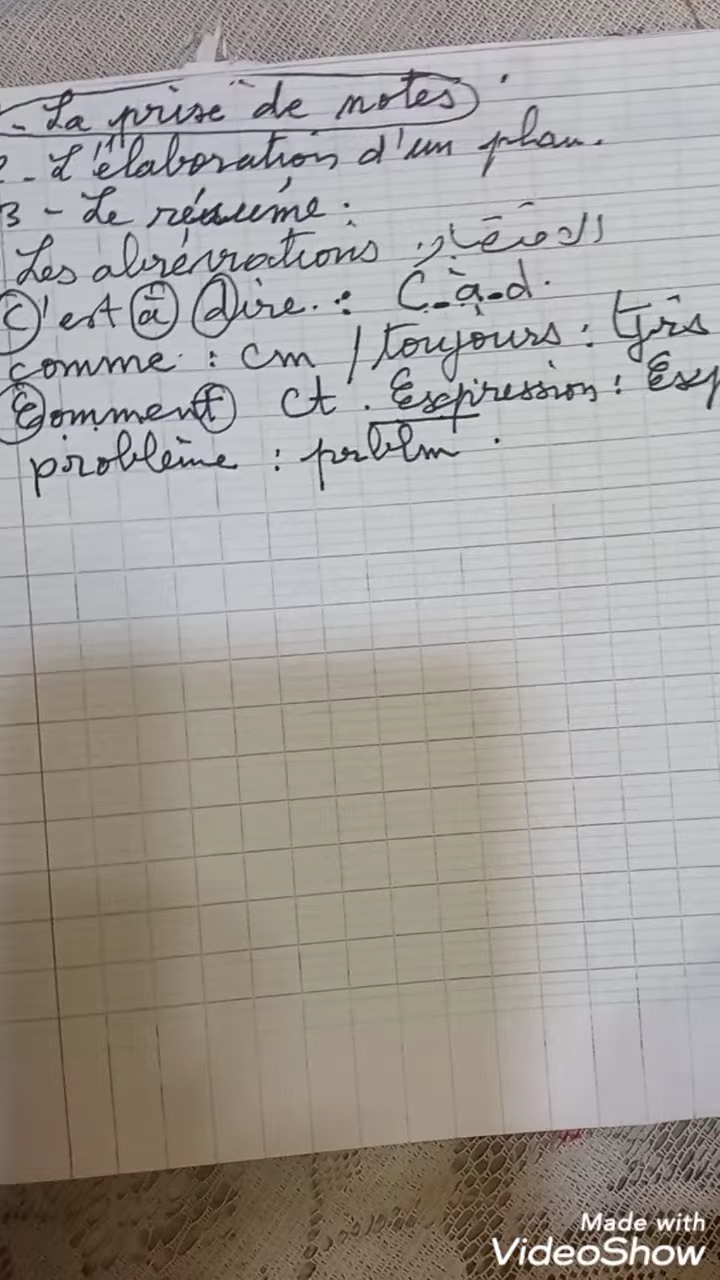 - La prise de notes.
2 - L'élaboration d'un plan.
3 - Le résumé.
Les abréviations
C'est à dire : C-à-d.
comme : cm / toujours : tjrs
Comment Ct. Expression : Exp
problème : prblm.
Made with
VideoShow